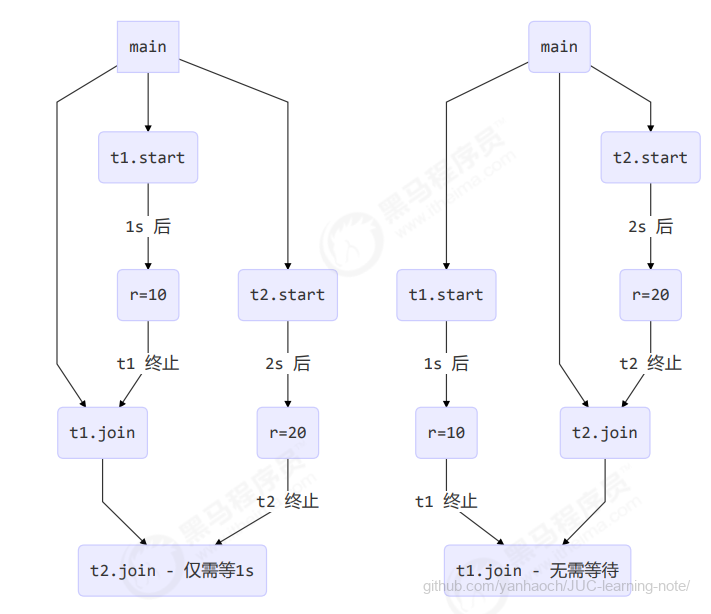 main
main
t1.start
t2.start
1s 后
2s 后
r=10
t2.start
t1.start
r=20
t1 终止
2s 后
1s 后
t2 终止
t1.join
r=20
r=10
t2.join
t2 终止
t1 终止
t2.join - 仅需等1s
t1.join - 无需等待
黑马程序员
www.itheima.com
github.com/yanhaoch/JUC-learning-note/